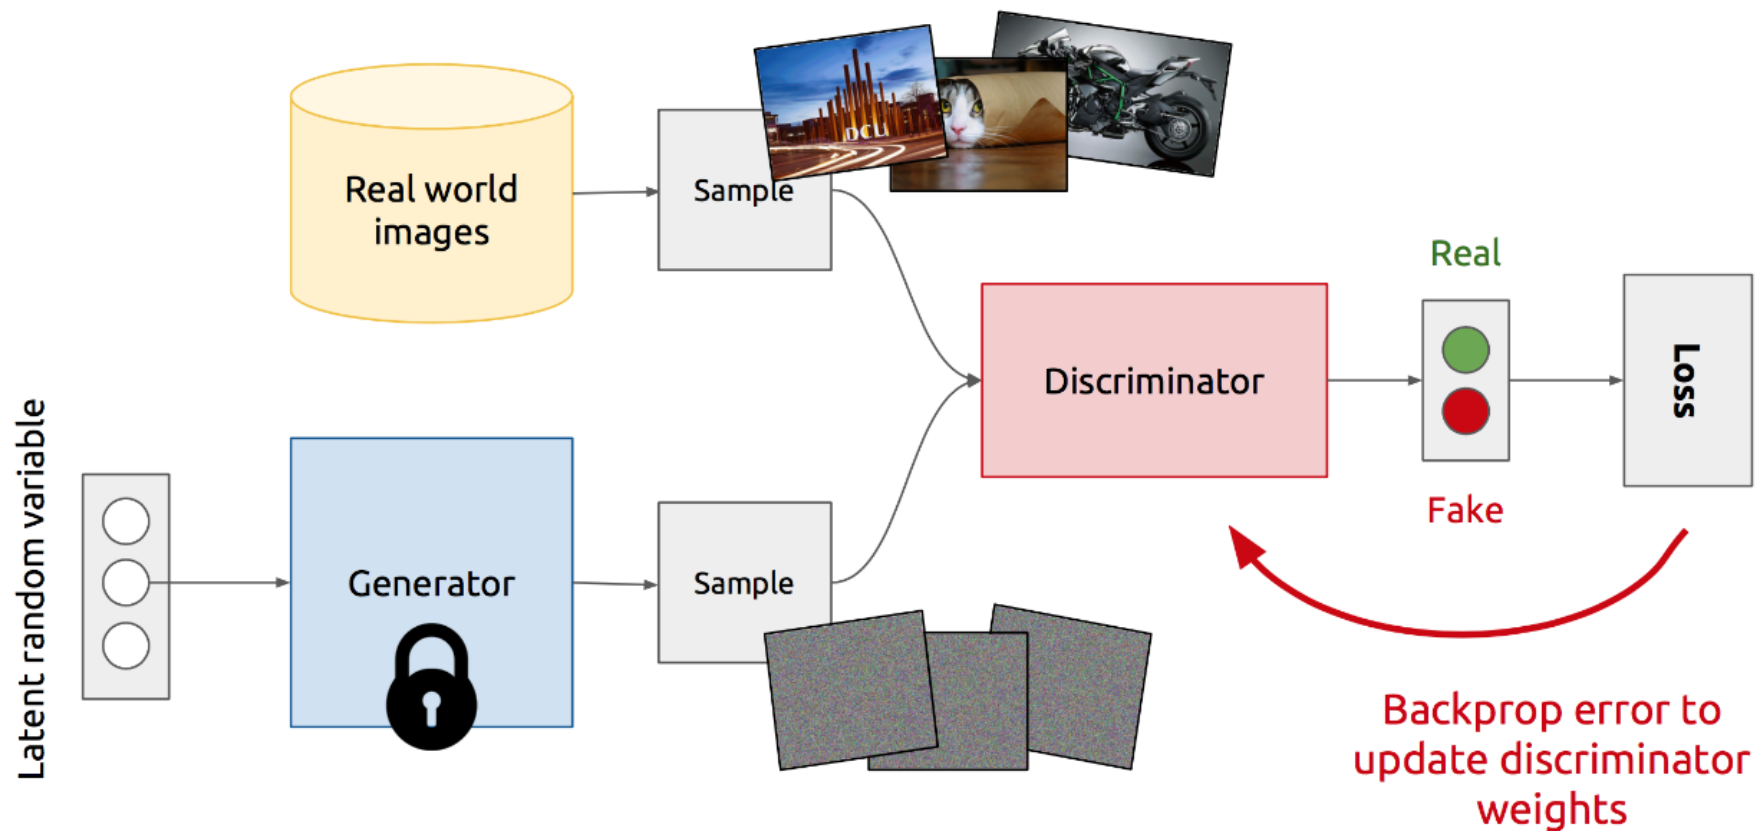 Real world
images
Sample
DCU
Real
Discriminator
Loss
Fake
Latent random variable
Generator
Sample
Backprop error to
update discriminator
weights